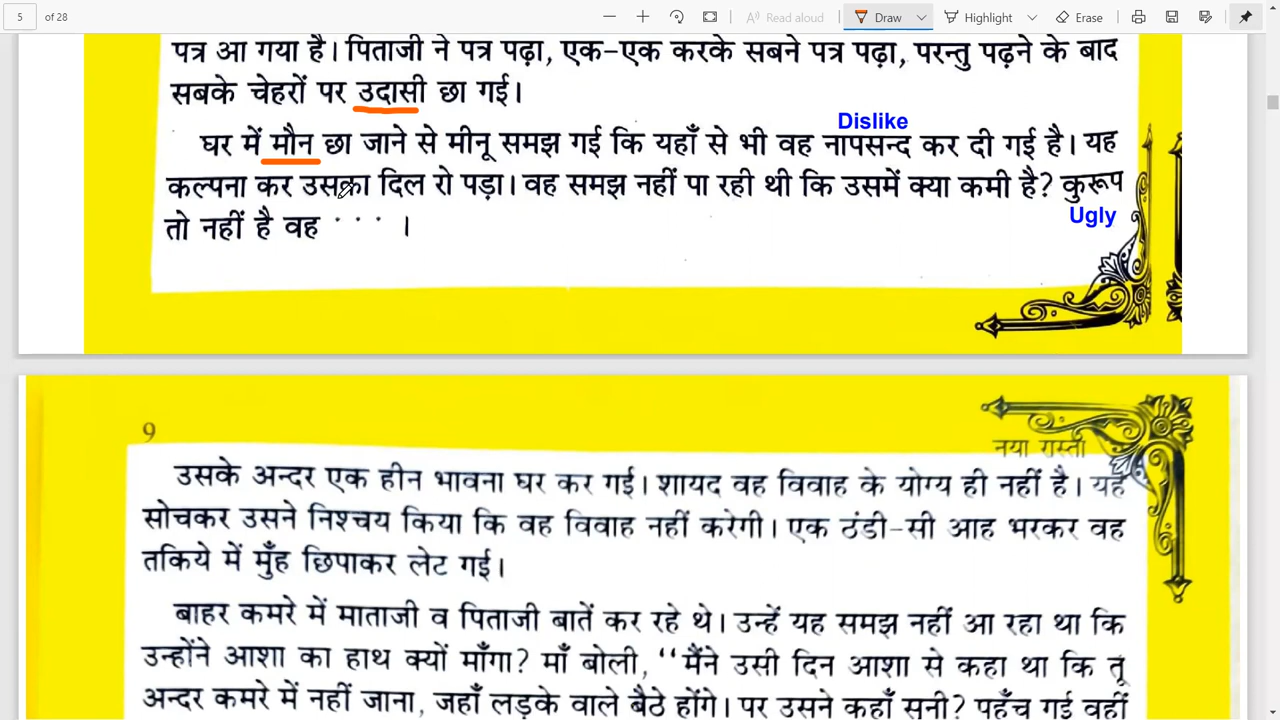 5 of 28 Read aloud Draw Highlight Erase
पत्र आ गया है। पिताजी ने पत्र पढ़ा, एक-एक करके सबने पत्र पढ़ा, परन्तु पढ़ने के बाद
सबके चेहरों पर उदासी छा गई।
Dislike
घर में मौन छा जाने से मीनू समझ गई कि यहाँ से भी वह नापसन्द कर दी गई है। यह
कल्पना कर उसका दिल रो पड़ा। वह समझ नहीं पा रही थी कि उसमें क्या कमी है? कुरूप
Ugly
तो नहीं है वह · · · ।
9
नया रास्ता
उसके अन्दर एक हीन भावना घर कर गई। शायद वह विवाह के योग्य ही नहीं है। यह
सोचकर उसने निश्चय किया कि वह विवाह नहीं करेगी। एक ठंडी-सी आह भरकर वह
तकिये में मुँह छिपाकर लेट गई।
बाहर कमरे में माताजी व पिताजी बातें कर रहे थे। उन्हें यह समझ नहीं आ रहा था कि
उन्होंने आशा का हाथ क्यों माँगा? माँ बोली, ‘‘मैंने उसी दिन आशा से कहा था कि तू
अन्दर कमरे में नहीं जाना, जहाँ लड़के वाले बैठे होंगे। पर उसने कहाँ सुनी? पहुँच गई वहीं